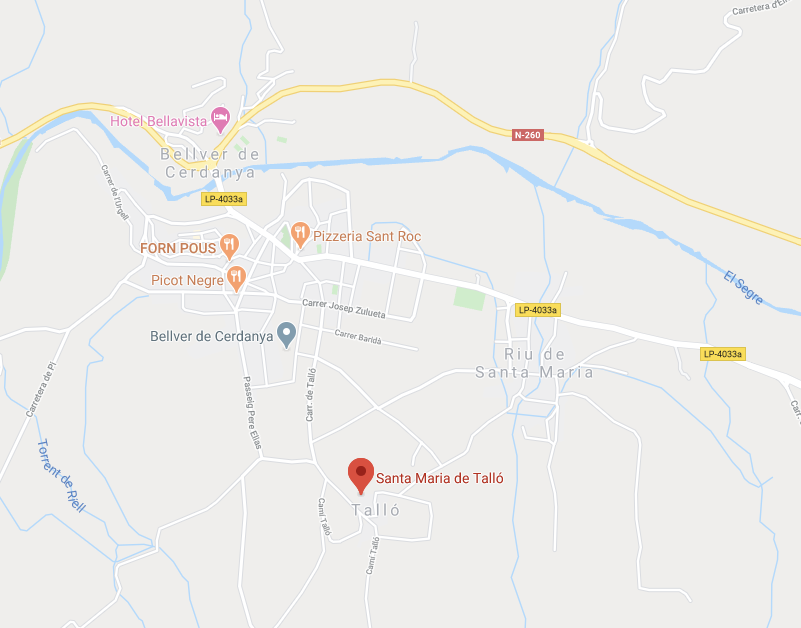 Carretera d'Ell
Hotel Bellavista
N-260
Bellver de
Cerdanya
Carrer de l'Urgell
LP-4033a
FORN POUS
Pizzeria Sant Roc
Picot Negre
El Segre
Carrer Josep Zulueta
LP-4033a
Bellver de Cerdanya
Carrer Baridà
LP-4033a
Riu de
Santa Maria
Carretera de Pi
Passeig Pere Elias
Carr. de Talló
Carr.
Torrent de Riell
Santa Maria de Talló
Talló
Camí Talló
Camí Talló